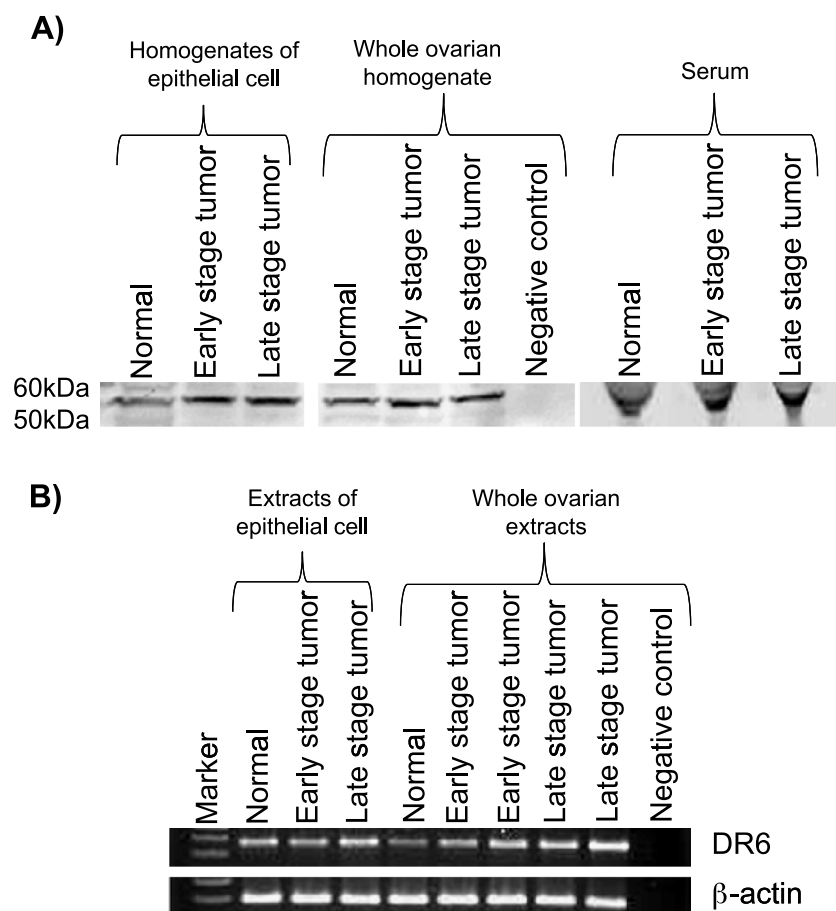 A)
Homogenates of
epithelial cell
Whole ovarian
homogenate
Serum
Normal
Early stage tumor
Late stage tumor
Normal
Early stage tumor
Late stage tumor
Negative control
Normal
Early stage tumor
Late stage tumor
60kDa
50kDa
B)
Extracts of
epithelial cell
Whole ovarian
extracts
Marker
Normal
Early stage tumor
Late stage tumor
Normal
Early stage tumor
Early stage tumor
Late stage tumor
Late stage tumor
Negative control
DR6
β-actin